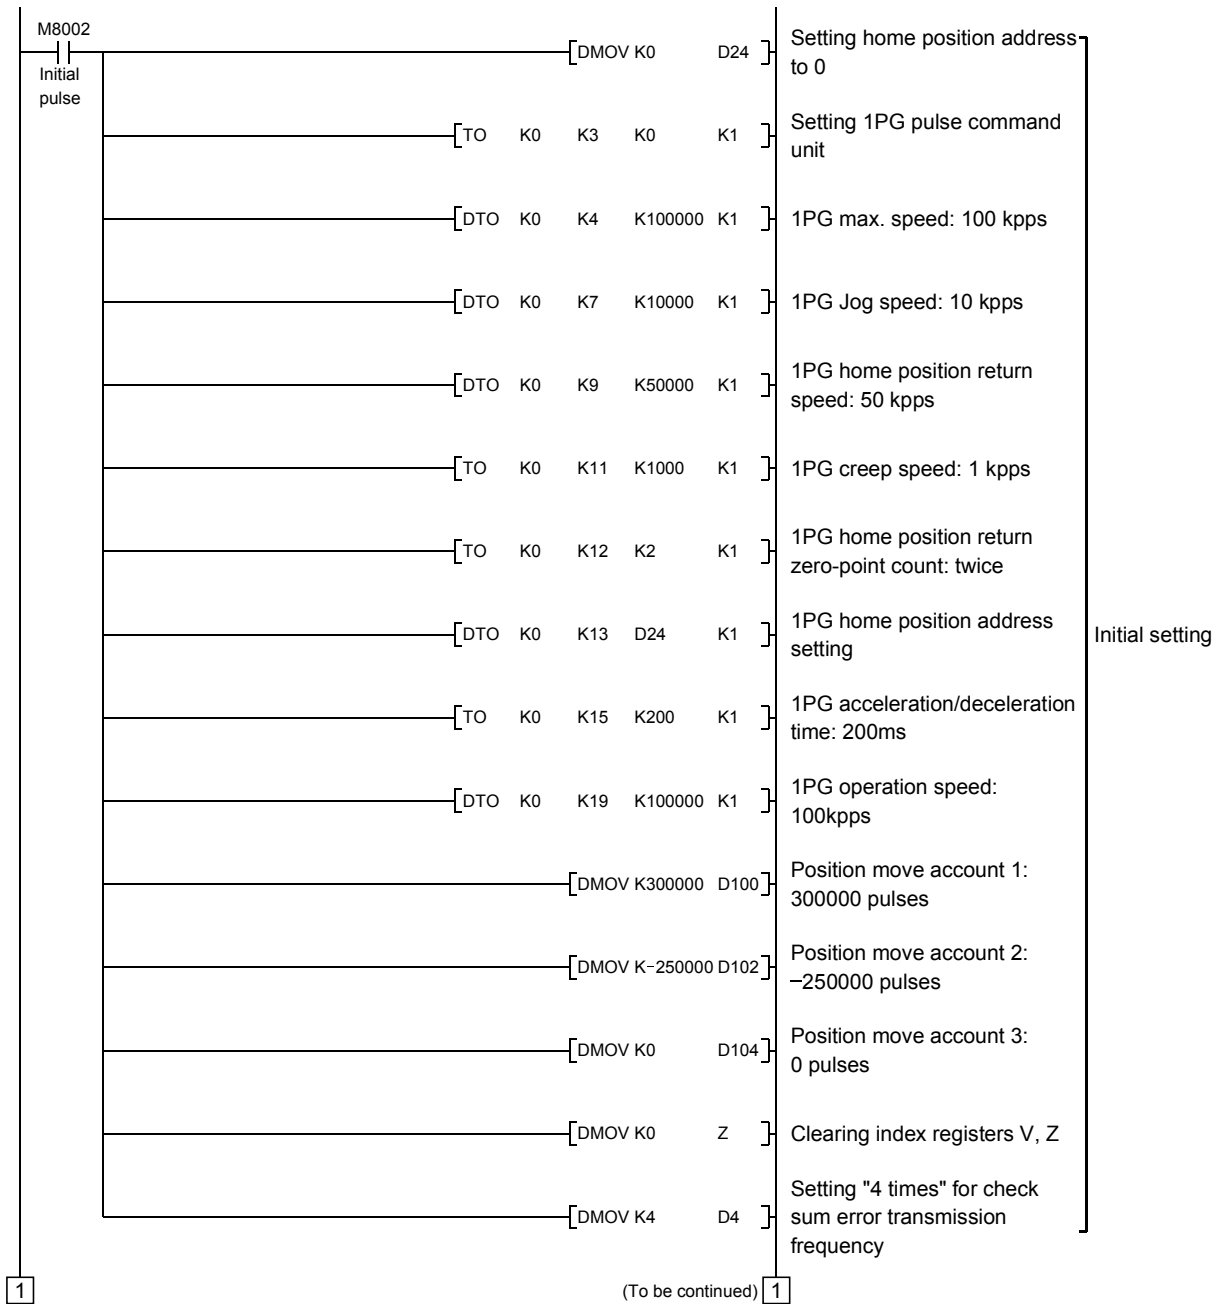 M8002
Initial
pulse
DMOV K0 D24
Setting home position address
to 0
TO K0 K3 K0 K1
Setting 1PG pulse command
unit
DTO K0 K4 K100000 K1
1PG max. speed: 100 kpps
DTO K0 K7 K10000 K1
1PG Jog speed: 10 kpps
DTO K0 K9 K50000 K1
1PG home position return
speed: 50 kpps
TO K0 K11 K1000 K1
1PG creep speed: 1 kpps
TO K0 K12 K2 K1
1PG home position return
zero-point count: twice
DTO K0 K13 D24 K1
1PG home position address
setting
Initial setting
TO K0 K15 K200 K1
1PG acceleration/deceleration
time: 200ms
DTO K0 K19 K100000 K1
1PG operation speed:
100kpps
DMOV K300000 D100
Position move account 1:
300000 pulses
DMOV K−250000 D102
Position move account 2:
−250000 pulses
DMOV K0 D104
Position move account 3:
0 pulses
DMOV K0 Z
Clearing index registers V, Z
DMOV K4 D4
Setting "4 times" for check
sum error transmission
frequency
1
(To be continued) 1